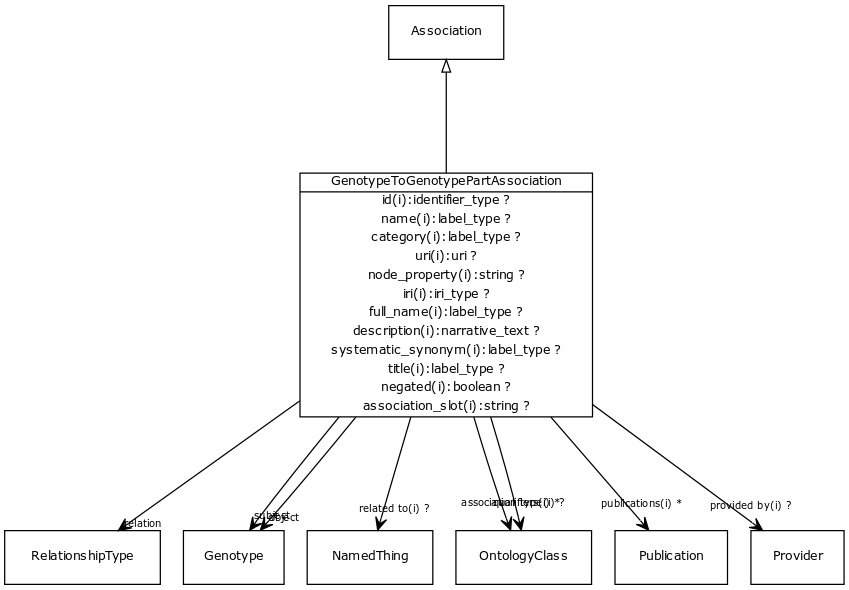 Association
GenotypeToGenotypePartAssociation
id(i):identifier_type ?
name(i):label_type ?
category(i):label_type ?
uri(i):uri ?
node_property(i):string ?
iri(i):iri_type ?
full_name(i):label_type ?
description(i):narrative_text ?
systematic_synonym(i):label_type ?
title(i):label_type ?
negated(i):boolean ?
association_slot(i):string ?
relation
subject
object
related to(i) ?
association type(i) ?
qualifiers(i) *
publications(i) *
provided by(i) ?
RelationshipType
Genotype
NamedThing
OntologyClass
Publication
Provider